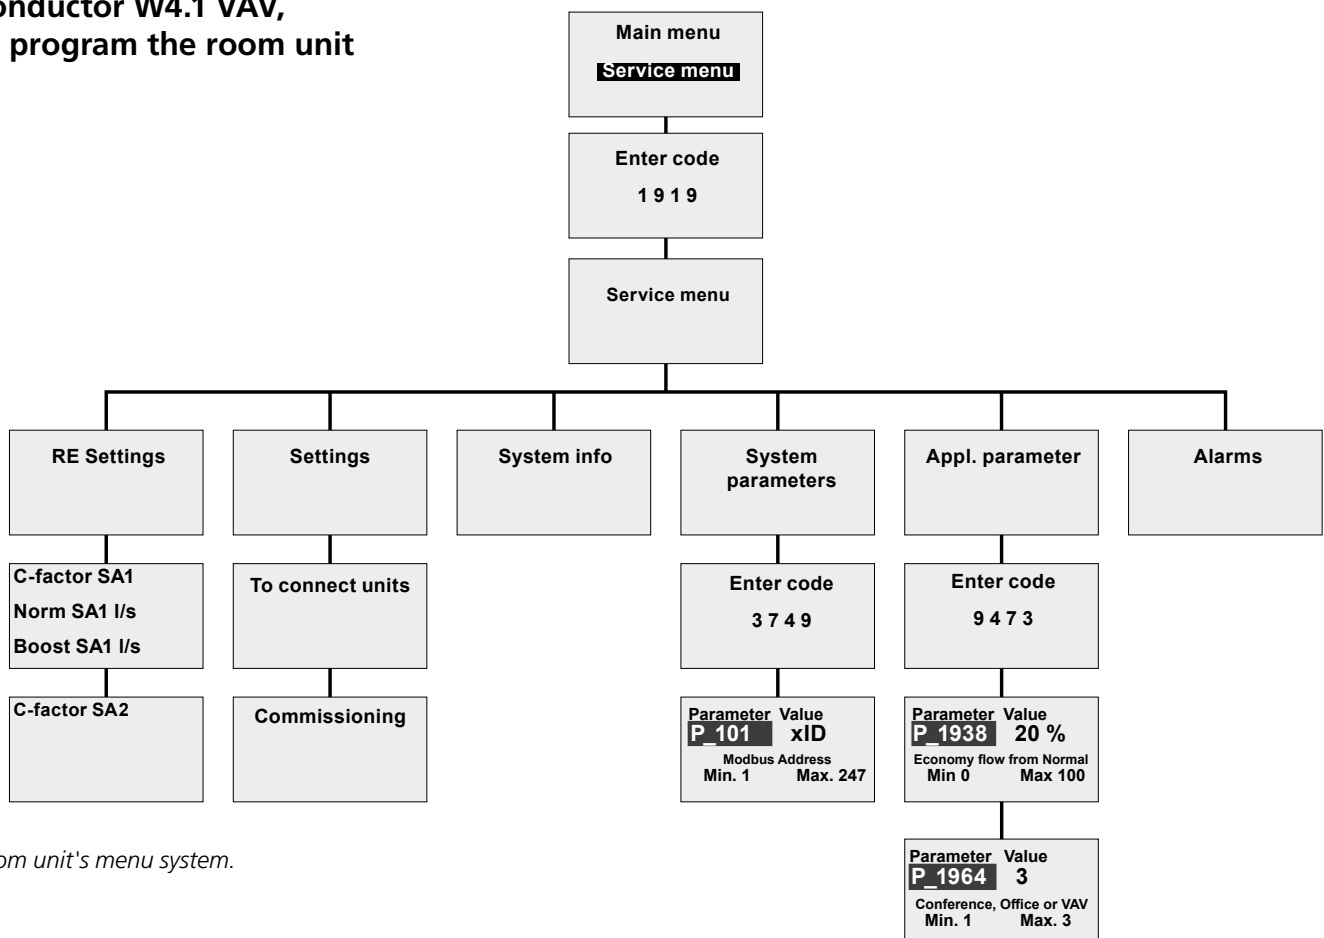 onductor W4.1 VAV,
program the room unit
Main menu
Service menu
Enter code
1 9 1 9
Service menu
RE Settings
Settings
System info
System
parameters
Appl. parameter
Alarms
C-factor SA1
Norm SA1 l/s
Boost SA1 l/s
To connect units
Enter code
3 7 4 9
Enter code
9 4 7 3
C-factor SA2
Commissioning
Parameter Value
P_101 xID
Modbus Address
Min. 1 Max. 247
Parameter Value
P_1938 20 %
Economy flow from Normal
Min 0 Max 100
Parameter Value
P_1964 3
Conference, Office or VAV
Min. 1 Max. 3
om unit's menu system.